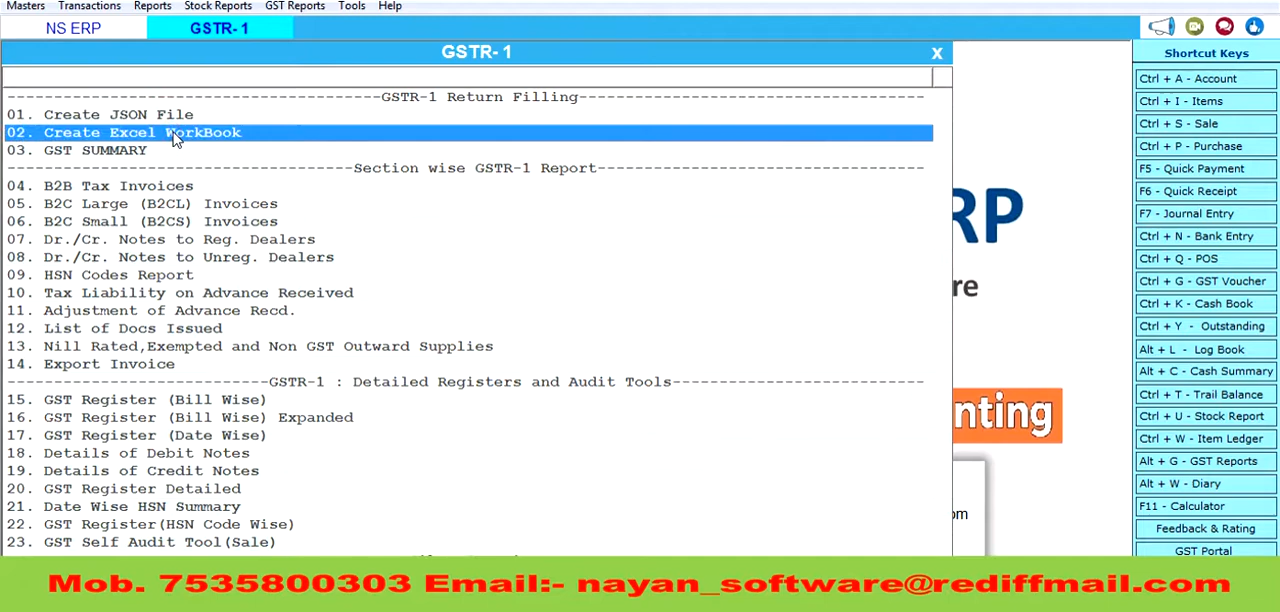 Masters Transactions Reports Stock Reports GST Reports Tools Help
NS ERP GSTR- 1
GSTR- 1 X
----------------------------------------GSTR-1 Return Filling-------------------------------------
01. Create JSON File
02. Create Excel WorkBook
03. GST SUMMARY
-------------------------------------Section wise GSTR-1 Report-----------------------------------
04. B2B Tax Invoices
05. B2C Large (B2CL) Invoices
06. B2C Small (B2CS) Invoices
07. Dr./Cr. Notes to Reg. Dealers
08. Dr./Cr. Notes to Unreg. Dealers
09. HSN Codes Report
10. Tax Liability on Advance Received
11. Adjustment of Advance Recd.
12. List of Docs Issued
13. Nill Rated,Exempted and Non GST Outward Supplies
14. Export Invoice
----------------------------GSTR-1 : Detailed Registers and Audit Tools---------------------------
15. GST Register (Bill Wise)
16. GST Register (Bill Wise) Expanded
17. GST Register (Date Wise)
18. Details of Debit Notes
19. Details of Credit Notes
20. GST Register Detailed
21. Date Wise HSN Summary
22. GST Register(HSN Code Wise)
23. GST Self Audit Tool(Sale)
RP
re
nting
om
Shortcut Keys
Ctrl + A - Account
Ctrl + I - Items
Ctrl + S - Sale
Ctrl + P - Purchase
F5 - Quick Payment
F6 - Quick Receipt
F7 - Journal Entry
Ctrl + N - Bank Entry
Ctrl + Q - POS
Ctrl + G - GST Voucher
Ctrl + K - Cash Book
Ctrl + Y - Outstanding
Alt + L - Log Book
Alt + C - Cash Summary
Ctrl + T - Trail Balance
Ctrl + U - Stock Report
Ctrl + W - Item Ledger
Alt + G - GST Reports
Alt + W - Diary
F11 - Calculator
Feedback & Rating
GST Portal
Mob. 7535800303 Email:- nayan_software@rediffmail.com